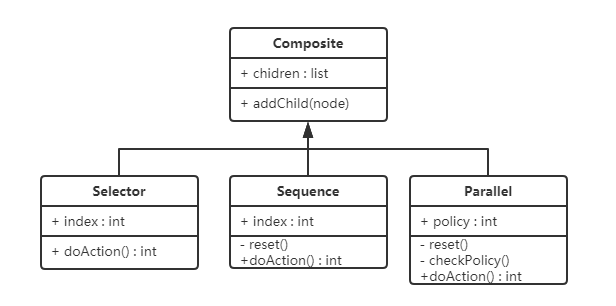 Composite
+ chidren : list
+ addChild(node)
Selector
+ index : int
+ doAction() : int
Sequence
+ index : int
- reset()
+doAction() : int
Parallel
+ policy : int
- reset()
- checkPolicy()
+doAction() : int